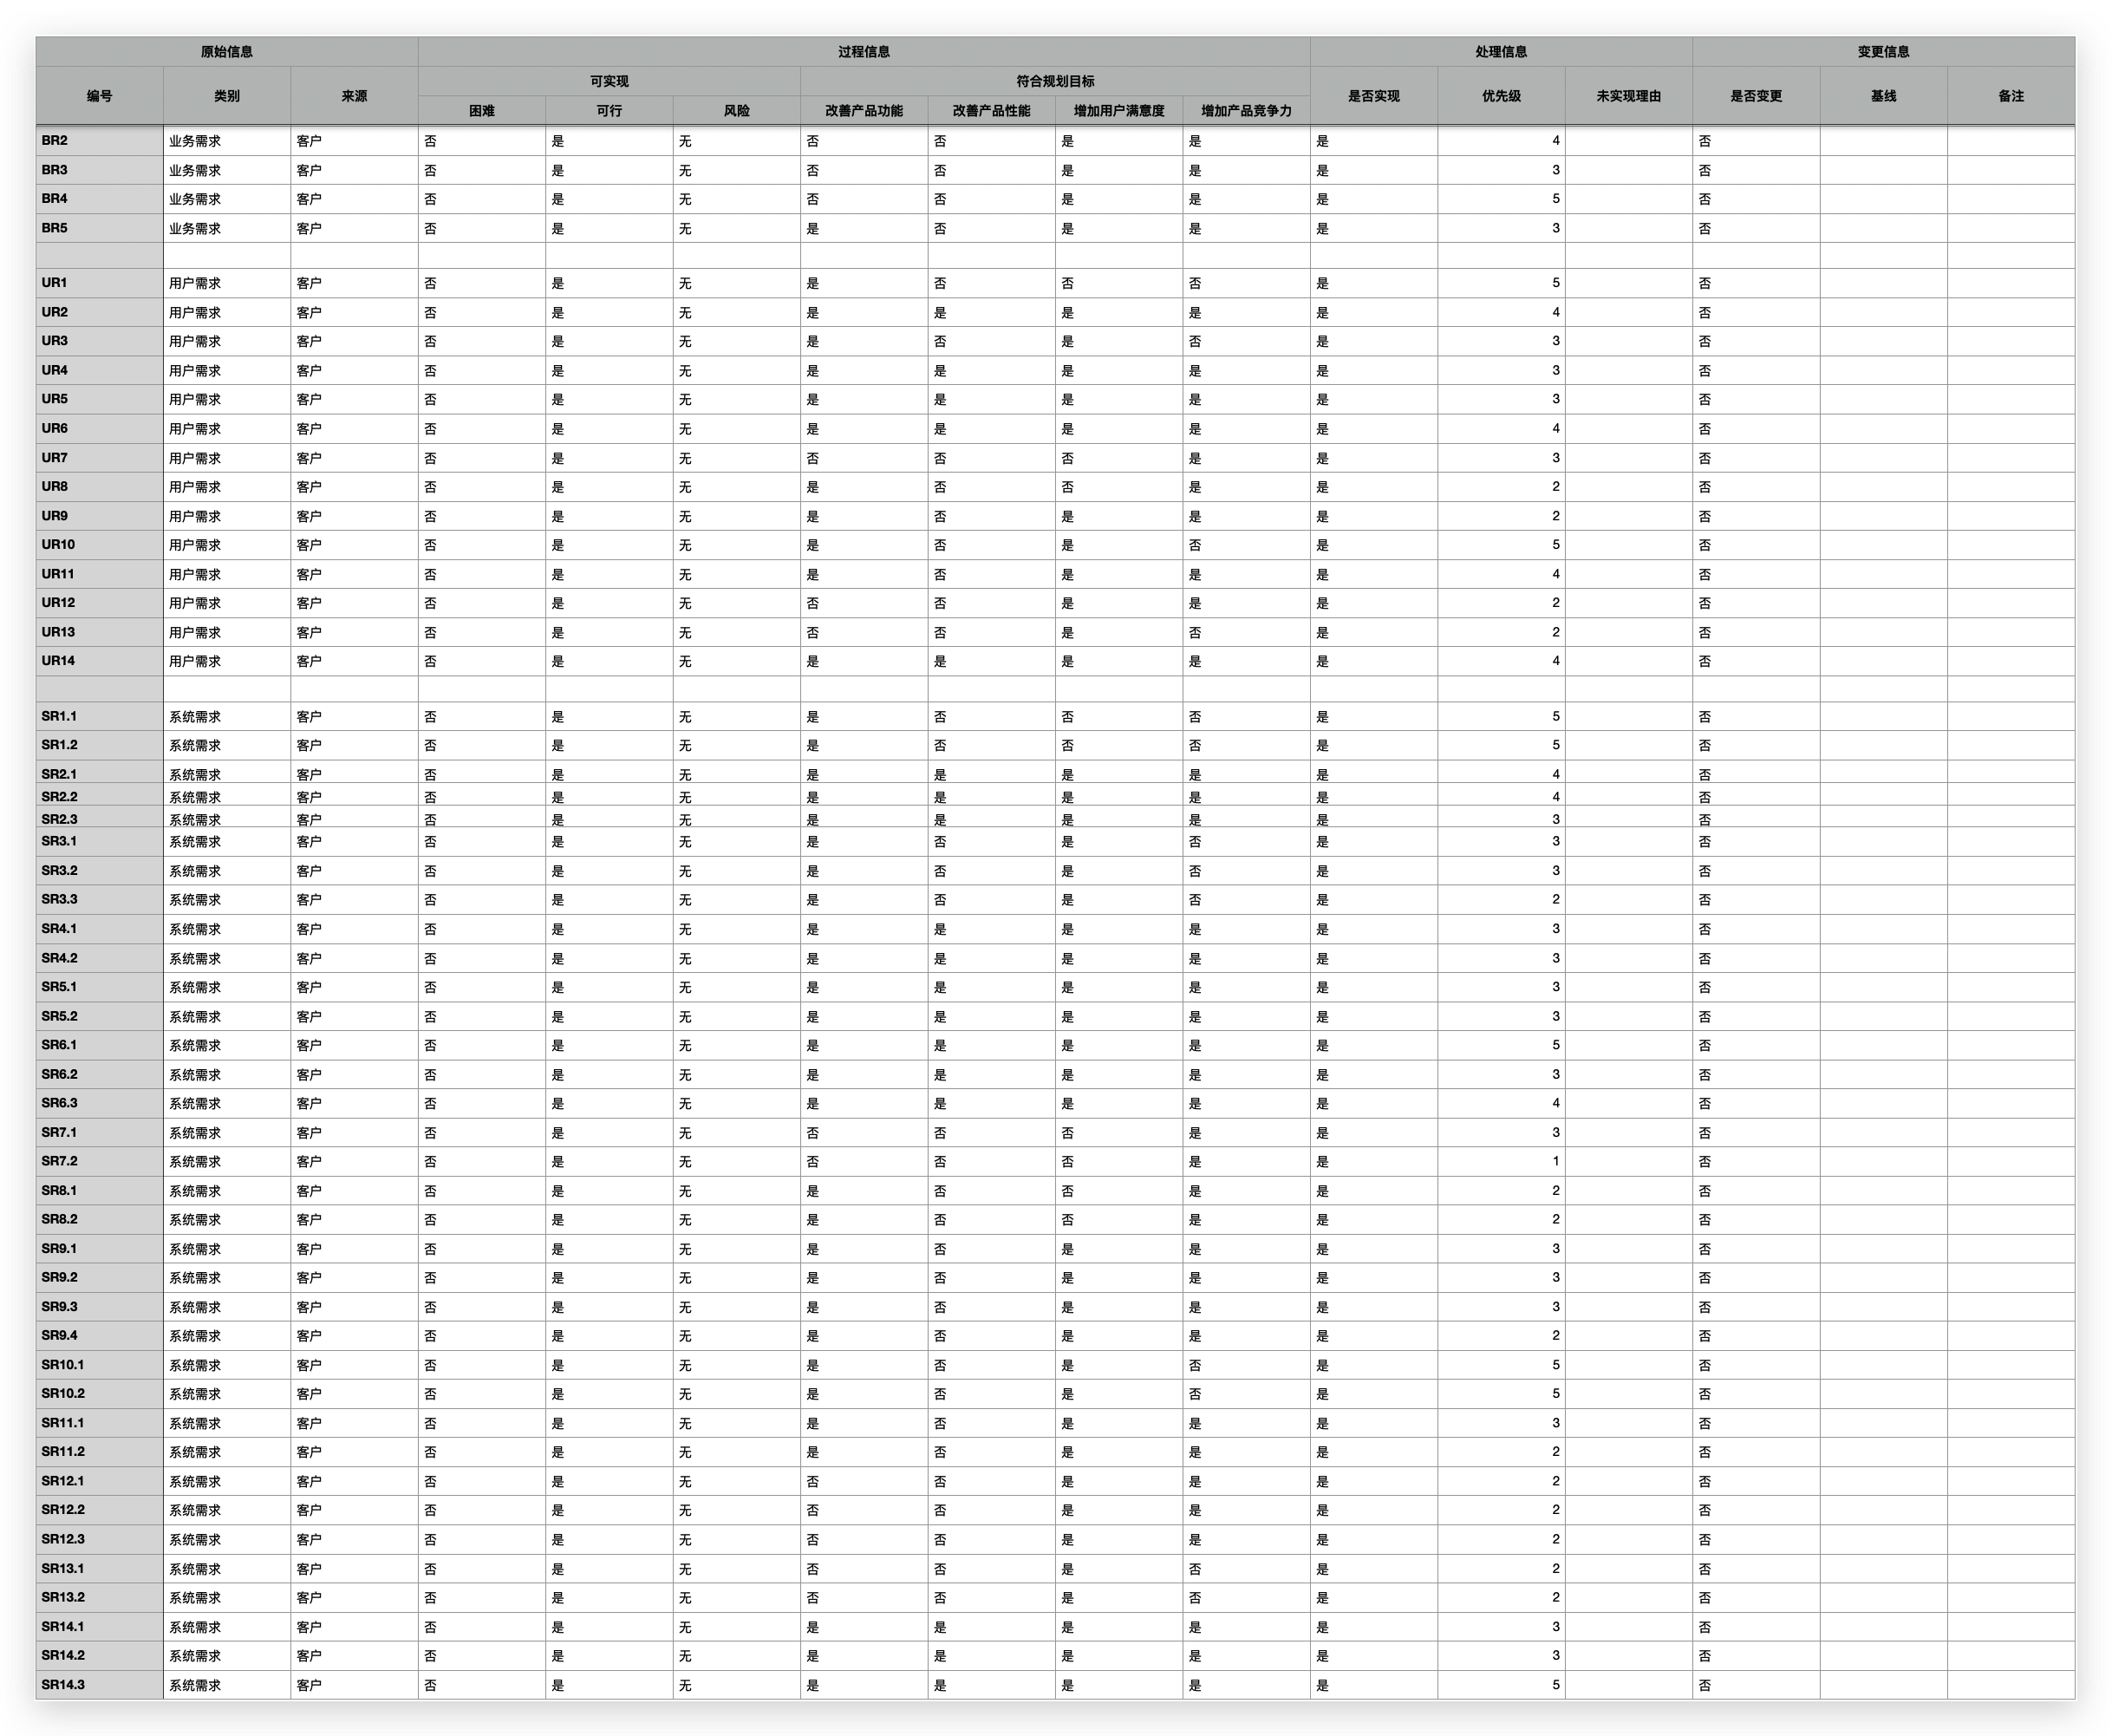 原始信息 过程信息 处理信息 变更信息
编号 类别 来源 可实现 符合规划目标 是否实现 优先级 未实现理由 是否变更 基线 备注
困难 可行 风险 改善产品功能 改善产品性能 增加用户满意度 增加产品竞争力
BR2 业务需求 客户 否 是 无 否 否 是 是 是 4 否
BR3 业务需求 客户 否 是 无 否 否 是 是 是 3 否
BR4 业务需求 客户 否 是 无 否 否 是 是 是 5 否
BR5 业务需求 客户 否 是 无 是 否 是 是 是 3 否
UR1 用户需求 客户 否 是 无 是 否 否 否 是 5 否
UR2 用户需求 客户 否 是 无 是 是 是 是 是 4 否
UR3 用户需求 客户 否 是 无 是 否 是 否 是 3 否
UR4 用户需求 客户 否 是 无 是 是 是 是 是 3 否
UR5 用户需求 客户 否 是 无 是 是 是 是 是 3 否
UR6 用户需求 客户 否 是 无 是 是 是 是 是 4 否
UR7 用户需求 客户 否 是 无 否 否 否 是 是 3 否
UR8 用户需求 客户 否 是 无 是 否 否 是 是 2 否
UR9 用户需求 客户 否 是 无 是 否 是 是 是 2 否
UR10 用户需求 客户 否 是 无 是 否 是 否 是 5 否
UR11 用户需求 客户 否 是 无 是 否 是 是 是 4 否
UR12 用户需求 客户 否 是 无 否 否 是 是 是 2 否
UR13 用户需求 客户 否 是 无 否 否 是 否 是 2 否
UR14 用户需求 客户 否 是 无 是 是 是 是 是 4 否
SR1.1 系统需求 客户 否 是 无 是 否 否 否 是 5 否
SR1.2 系统需求 客户 否 是 无 是 否 否 否 是 5 否
SR2.1 系统需求 客户 否 是 无 是 是 是 是 是 4 否
SR2.2 系统需求 客户 否 是 无 是 是 是 是 是 4 否
SR2.3 系统需求 客户 否 是 无 是 是 是 是 是 3 否
SR3.1 系统需求 客户 否 是 无 是 否 是 否 是 3 否
SR3.2 系统需求 客户 否 是 无 是 否 是 否 是 3 否
SR3.3 系统需求 客户 否 是 无 是 否 是 否 是 2 否
SR4.1 系统需求 客户 否 是 无 是 是 是 是 是 3 否
SR4.2 系统需求 客户 否 是 无 是 是 是 是 是 3 否
SR5.1 系统需求 客户 否 是 无 是 是 是 是 是 3 否
SR5.2 系统需求 客户 否 是 无 是 是 是 是 是 3 否
SR6.1 系统需求 客户 否 是 无 是 是 是 是 是 5 否
SR6.2 系统需求 客户 否 是 无 是 是 是 是 是 3 否
SR6.3 系统需求 客户 否 是 无 是 是 是 是 是 4 否
SR7.1 系统需求 客户 否 是 无 否 否 否 是 是 3 否
SR7.2 系统需求 客户 否 是 无 否 否 否 是 是 1 否
SR8.1 系统需求 客户 否 是 无 是 否 否 是 是 2 否
SR8.2 系统需求 客户 否 是 无 是 否 否 是 是 2 否
SR9.1 系统需求 客户 否 是 无 是 否 是 是 是 3 否
SR9.2 系统需求 客户 否 是 无 是 否 是 是 是 3 否
SR9.3 系统需求 客户 否 是 无 是 否 是 是 是 3 否
SR9.4 系统需求 客户 否 是 无 是 否 是 是 是 2 否
SR10.1 系统需求 客户 否 是 无 是 否 是 否 是 5 否
SR10.2 系统需求 客户 否 是 无 是 否 是 否 是 5 否
SR11.1 系统需求 客户 否 是 无 是 否 是 是 是 3 否
SR11.2 系统需求 客户 否 是 无 是 否 是 是 是 2 否
SR12.1 系统需求 客户 否 是 无 否 否 是 是 是 2 否
SR12.2 系统需求 客户 否 是 无 否 否 是 是 是 2 否
SR12.3 系统需求 客户 否 是 无 否 否 是 是 是 2 否
SR13.1 系统需求 客户 否 是 无 否 否 是 否 是 2 否
SR13.2 系统需求 客户 否 是 无 否 否 是 否 是 2 否
SR14.1 系统需求 客户 否 是 无 是 是 是 是 是 3 否
SR14.2 系统需求 客户 否 是 无 是 是 是 是 是 3 否
SR14.3 系统需求 客户 否 是 无 是 是 是 是 是 5 否